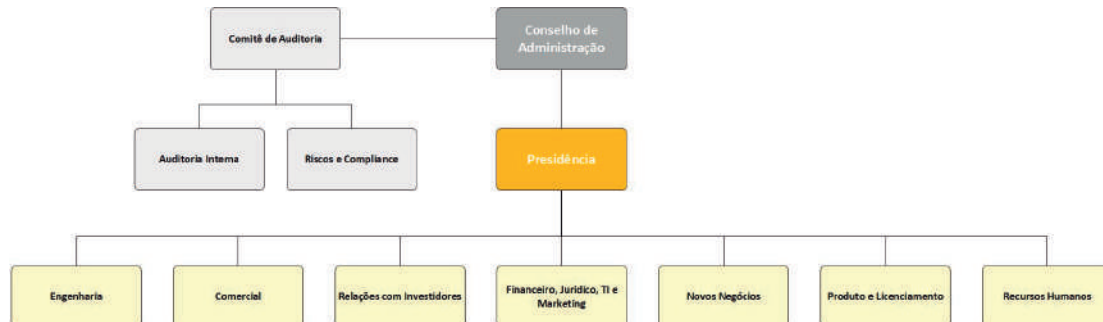 Comitê de Auditoria
Conselho de
Administração
Auditoria Interna
Riscos e Compliance
Presidência
Engenharia
Comercial
Relações com Investidores
Financeiro, Jurídico, TI e
Marketing
Novos Negócios
Produto e Licenciamento
Recursos Humanos